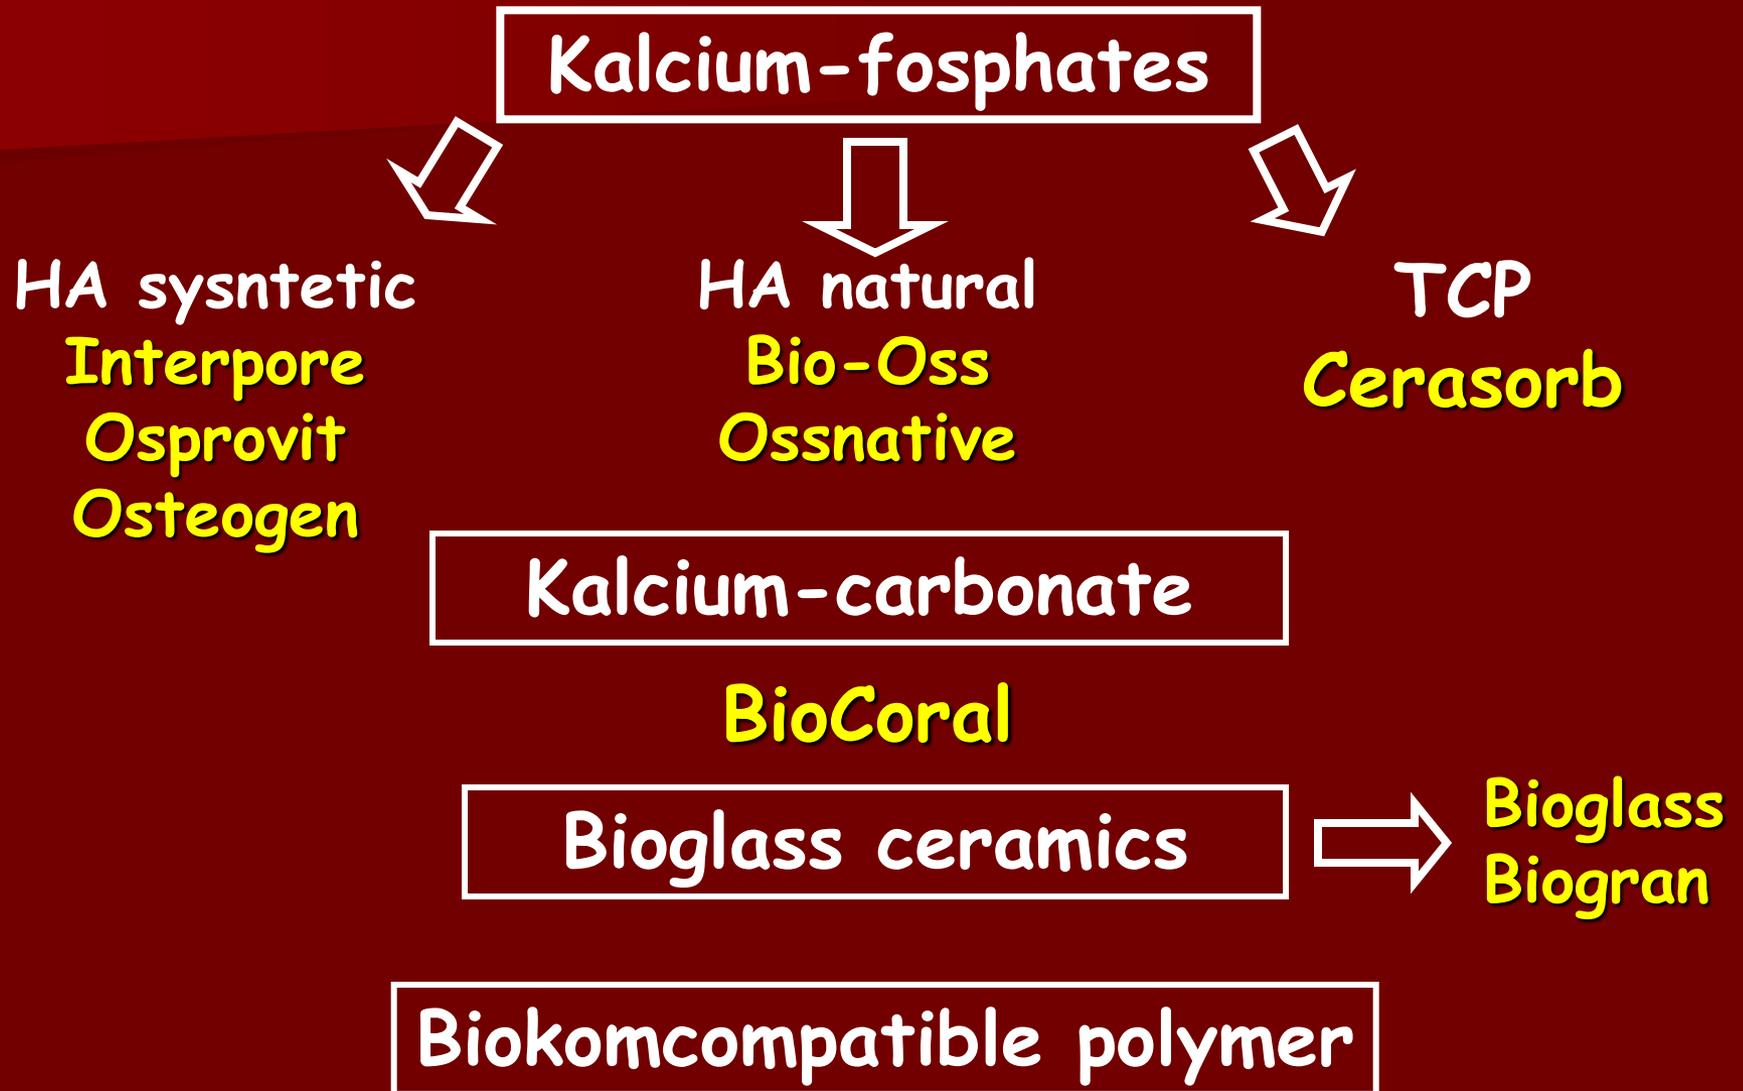 Kalcium-fosphates
HA sysntetic
Interpore
Osprovit
Osteogen
HA natural
Bio-Oss
Ossnative
TCP
Cerasorb
Kalcium-carbonate
BioCoral
Bioglass ceramics
Bioglass
Biogran
Biokomcompatible polymer